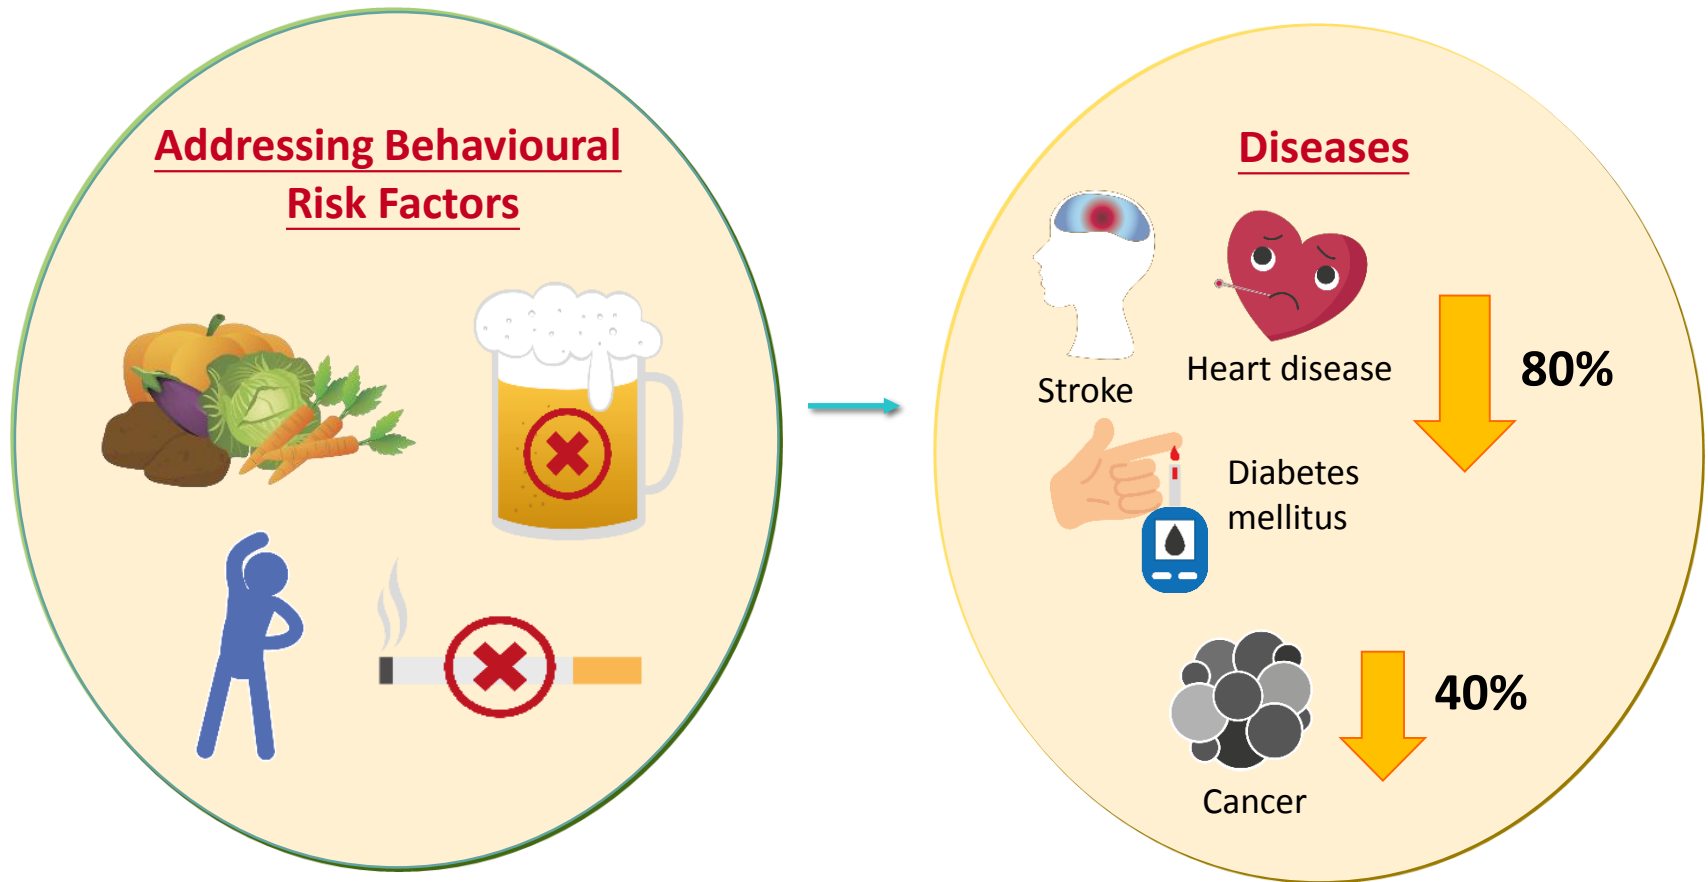 Addressing Behavioural
Risk Factors
Diseases
Stroke
Heart disease
80%
Diabetes
mellitus
40%
Cancer